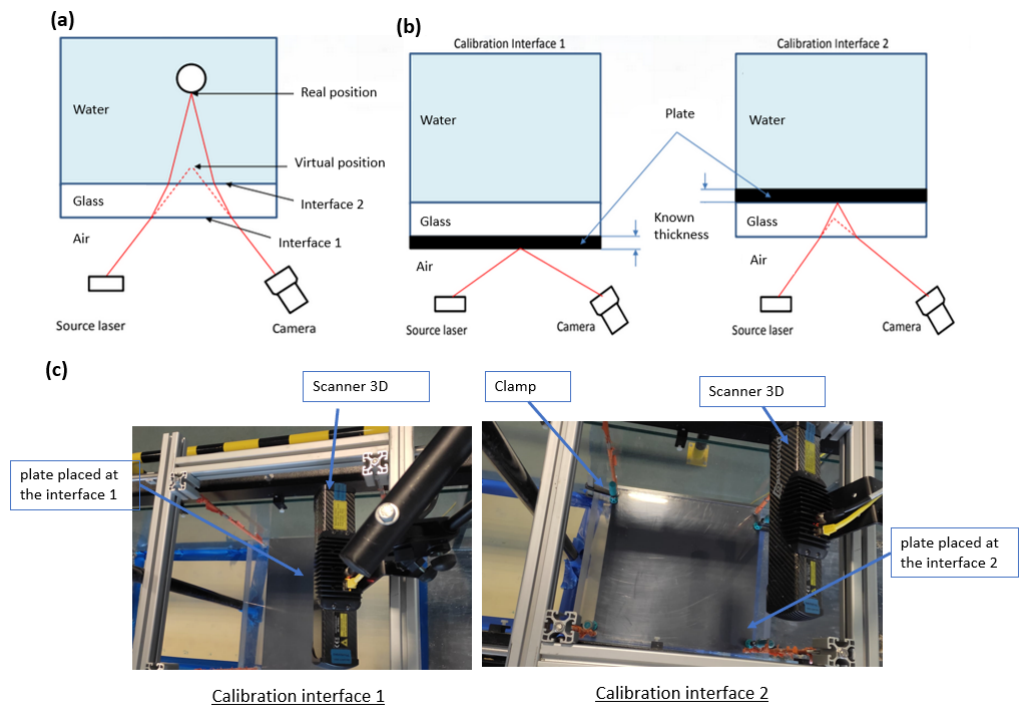 (a)
Water
Real position
Virtual position
Glass
Interface 2
Interface 1
Air
Source laser
Camera
(b)
Calibration Interface 1
Water
Glass
Air
Source laser
Camera
Plate
Known
thickness
Calibration Interface 2
Water
Glass
Air
Source laser
Camera
(c)
Scanner 3D
plate placed at
the interface 1
Calibration interface 1
Clamp
Scanner 3D
plate placed at
the interface 2
Calibration interface 2